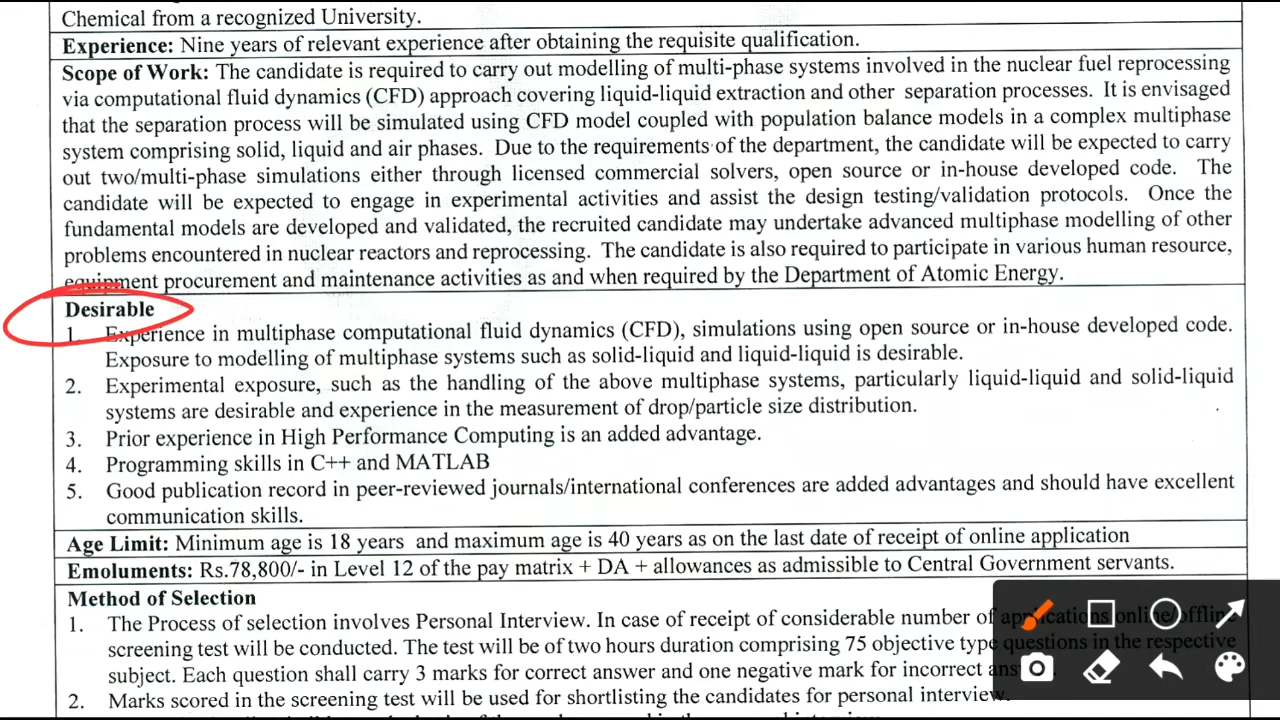 Chemical from a recognized University.
Experience: Nine years of relevant experience after obtaining the requisite qualification.
Scope of Work: The candidate is required to carry out modelling of multi-phase systems involved in the nuclear fuel reprocessing
via computational fluid dynamics (CFD) approach covering liquid-liquid extraction and other separation processes. It is envisaged
that the separation process will be simulated using CFD model coupled with population balance models in a complex multiphase
system comprising solid, liquid and air phases. Due to the requirements of the department, the candidate will be expected to carry
out two/multi-phase simulations either through licensed commercial solvers, open source or in-house developed code. The
candidate will be expected to engage in experimental activities and assist the design testing/validation protocols. Once the
fundamental models are developed and validated, the recruited candidate may undertake advanced multiphase modelling of other
problems encountered in nuclear reactors and reprocessing. The candidate is also required to participate in various human resource,
equipment procurement and maintenance activities as and when required by the Department of Atomic Energy.
Desirable
1. Experience in multiphase computational fluid dynamics (CFD), simulations using open source or in-house developed code.
Exposure to modelling of multiphase systems such as solid-liquid and liquid-liquid is desirable.
2. Experimental exposure, such as the handling of the above multiphase systems, particularly liquid-liquid and solid-liquid
systems are desirable and experience in the measurement of drop/particle size distribution.
3. Prior experience in High Performance Computing is an added advantage.
4. Programming skills in C++ and MATLAB
5. Good publication record in peer-reviewed journals/international conferences are added advantages and should have excellent
communication skills.
Age Limit: Minimum age is 18 years and maximum age is 40 years as on the last date of receipt of online application
Emoluments: Rs.78,800/- in Level 12 of the pay matrix + DA + allowances as admissible to Central Government servants.
Method of Selection
1. The Process of selection involves Personal Interview. In case of receipt of considerable number of applications online/offline
screening test will be conducted. The test will be of two hours duration comprising 75 objective type questions in the respective
subject. Each question shall carry 3 marks for correct answer and one negative mark for incorrect
2. Marks scored in the screening test will be used for shortlisting the candidates for personal interview.